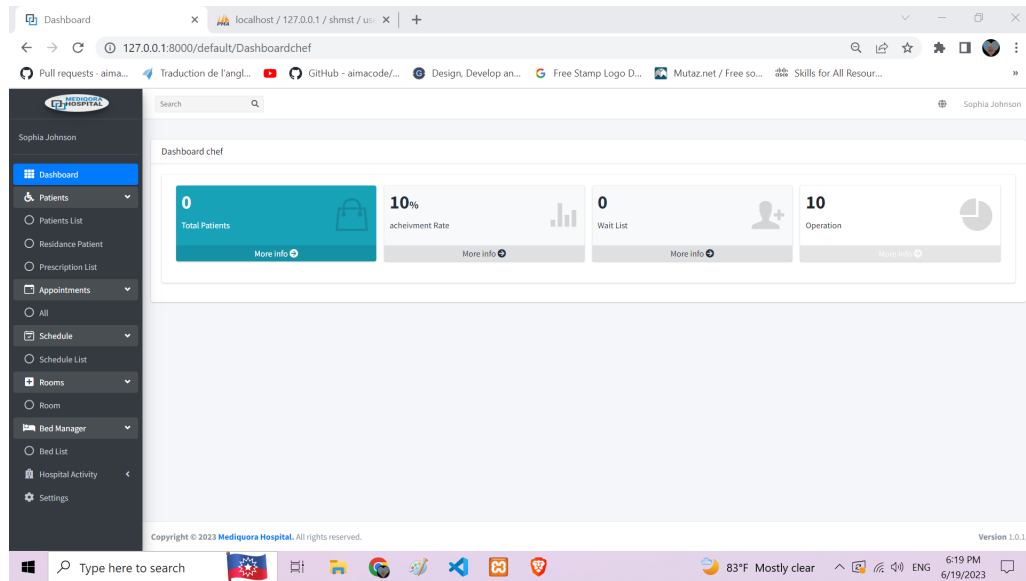 Dashboard
localhost / 127.0.0.1 / shmst / use
127.0.0.1:8000/default/Dashboardchef
Pull requests · aima...
Traduction de l'angl...
GitHub - aimacode/...
Design, Develop an...
Free Stamp Logo D...
Mutaz.net / Free so...
Skills for All Resour...
MEDIQORA
HOSPITAL
Search
Sophia Johnson
Sophia Johnson
Dashboard
Patients
Patients List
Residance Patient
Prescription List
Appointments
All
Schedule
Schedule List
Rooms
Room
Bed Manager
Bed List
Hospital Activity
Settings
Dashboard chef
0
Total Patients
More info
10%
acheivment Rate
More info
0
Wait List
More info
10
Operation
More info
Copyright © 2023 Mediquora Hospital. All rights reserved.
Version 1.0.1
Type here to search
83°F Mostly clear
ENG
6:19 PM
6/19/2023